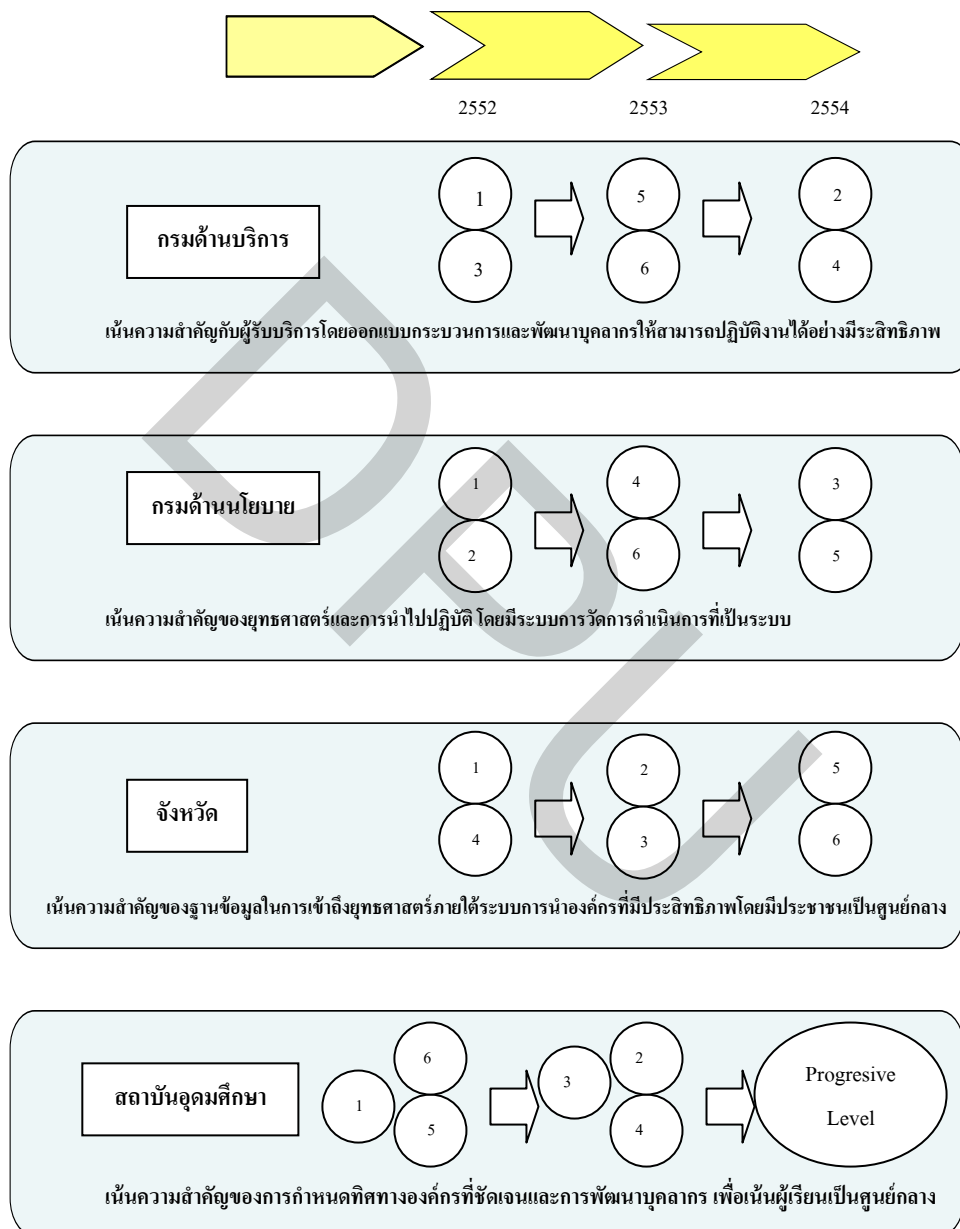 2552 2553 2554
1 5 2
กรมด้านบริการ
3 6 4
เน้นความสำคัญกับผู้รับบริการโดยออกแบบกระบวนการและพัฒนาบุคลากรให้สามารถปฏิบัติงานได้อย่างมีระสิทธิภาพ
1 4 3
กรมด้านนโยบาย
2 6 5
เน้นความสำคัญของยุทธศาสตร์และการนำไปปฏิบัติ โดยมีระบบการวัดการดำเนินการที่เป็นระบบ
1 2 5
จังหวัด
4 3 6
เน้นความสำคัญของฐานข้อมูลในการเข้าถึงยุทธศาสตร์ภายใต้ระบบการนำองค์กรที่มีประสิทธิภาพโดยมีประชาชนเป็นศูนย์กลาง
6 2
สถาบันอุดมศึกษา 1 3 Progresive
5 4 Level
เน้นความสำคัญของการกำหนดทิศทางองค์กรที่ชัดเจนและการพัฒนาบุคลากร เพื่อเน้นผู้เรียนเป็นศูนย์กลาง
DPU